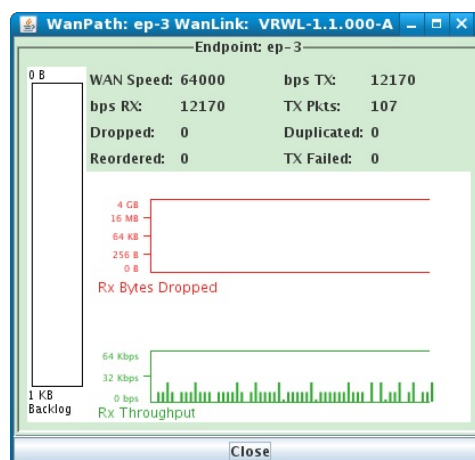 WanPath: ep-3 WanLink: VRWL-1.1.000-A
Endpoint: ep-3
0 B
WAN Speed: 64000 bps TX: 12170
bps RX: 12170 TX Pkts: 107
Dropped: 0 Duplicated: 0
Reordered: 0 TX Failed: 0
4 GB
16 MB
64 KB
256 B
0 B
Rx Bytes Dropped
64 Kbps
32 Kbps
0 bps
Rx Throughput
1 KB
Backlog
Close